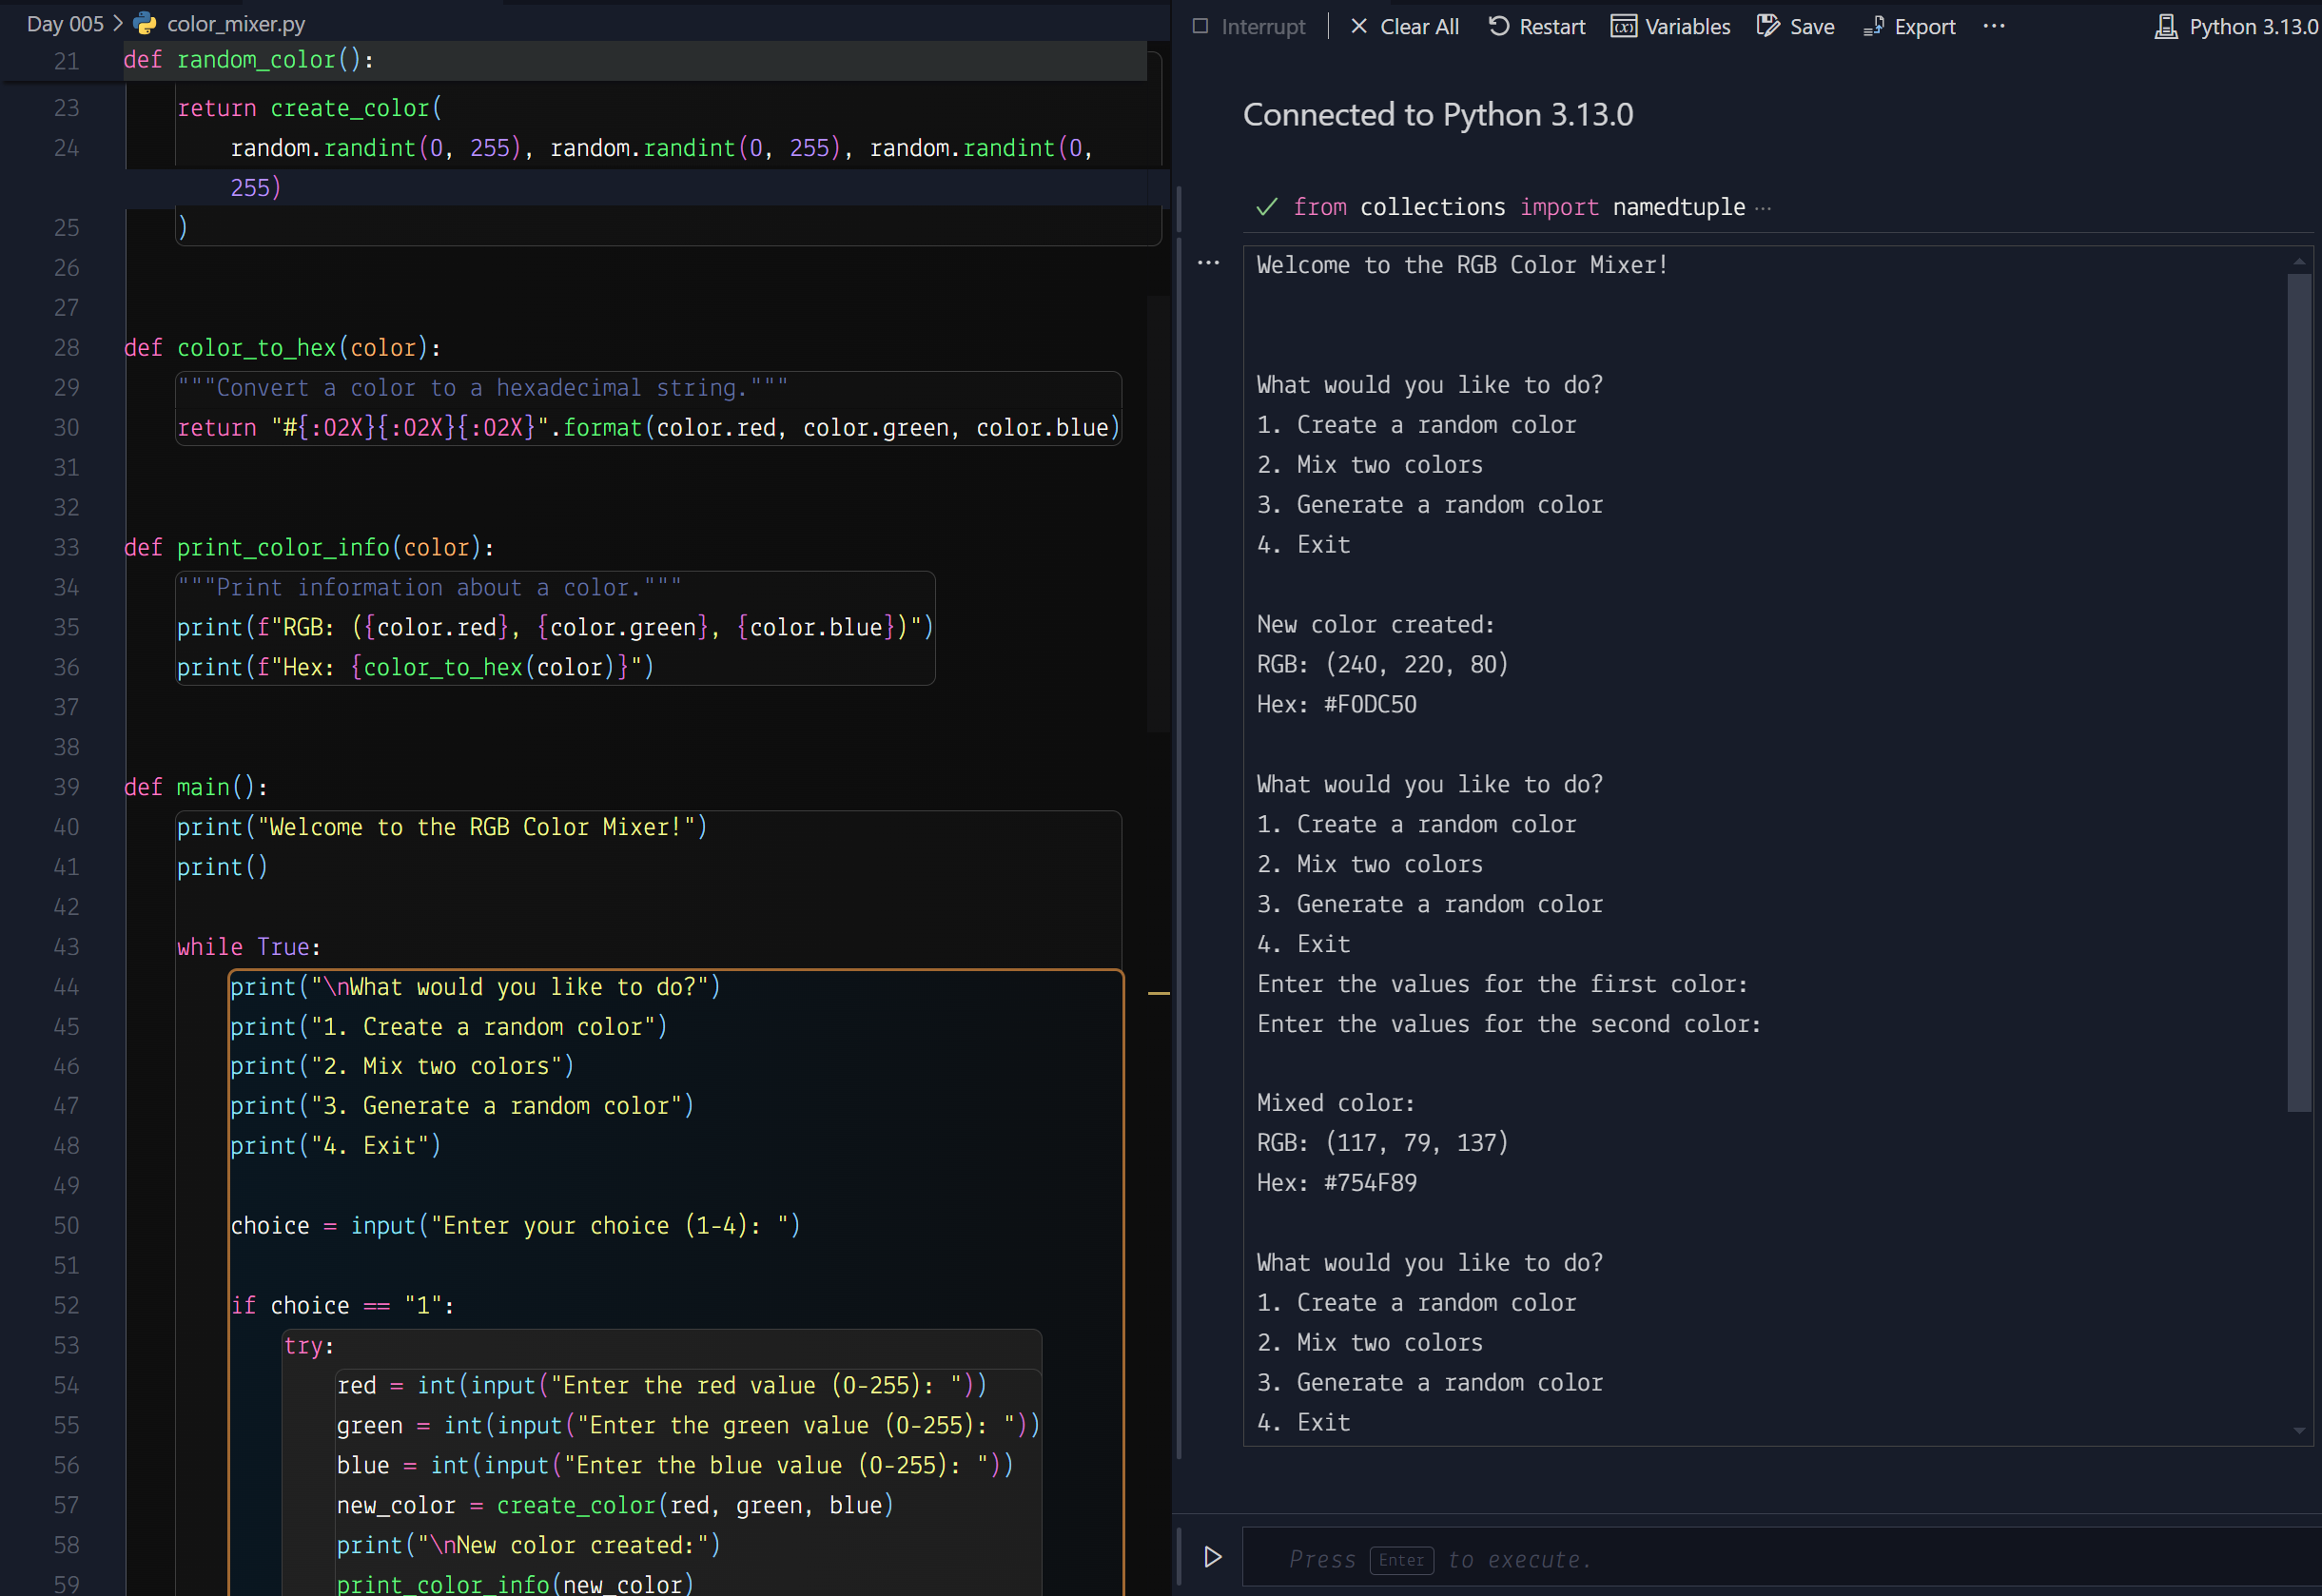 Day 005 > color_mixer.py
21 def random_color():
23 return create_color(
24 random.randint(0, 255), random.randint(0, 255), random.randint(0,
255)
25 )
26
27
28 def color_to_hex(color):
29 """Convert a color to a hexadecimal string."""
30 return "#{:02X}{:02X}{:02X}".format(color.red, color.green, color.blue)
31
32
33 def print_color_info(color):
34 """Print information about a color."""
35 print(f"RGB: ({color.red}, {color.green}, {color.blue})")
36 print(f"Hex: {color_to_hex(color)}")
37
38
39 def main():
40 print("Welcome to the RGB Color Mixer!")
41 print()
42
43 while True:
44 print("\nWhat would you like to do?")
45 print("1. Create a random color")
46 print("2. Mix two colors")
47 print("3. Generate a random color")
48 print("4. Exit")
49
50 choice = input("Enter your choice (1-4): ")
51
52 if choice == "1":
53 try:
54 red = int(input("Enter the red value (0-255): "))
55 green = int(input("Enter the green value (0-255): "))
56 blue = int(input("Enter the blue value (0-255): "))
57 new_color = create_color(red, green, blue)
58 print("\nNew color created:")
59 print_color_info(new_color)
Interrupt | Clear All Restart Variables Save Export ··· Python 3.13.0
Connected to Python 3.13.0
from collections import namedtuple ···
Welcome to the RGB Color Mixer!
What would you like to do?
1. Create a random color
2. Mix two colors
3. Generate a random color
4. Exit
New color created:
RGB: (240, 220, 80)
Hex: #F0DC50
What would you like to do?
1. Create a random color
2. Mix two colors
3. Generate a random color
4. Exit
Enter the values for the first color:
Enter the values for the second color:
Mixed color:
RGB: (117, 79, 137)
Hex: #754F89
What would you like to do?
1. Create a random color
2. Mix two colors
3. Generate a random color
4. Exit
Press Enter to execute.